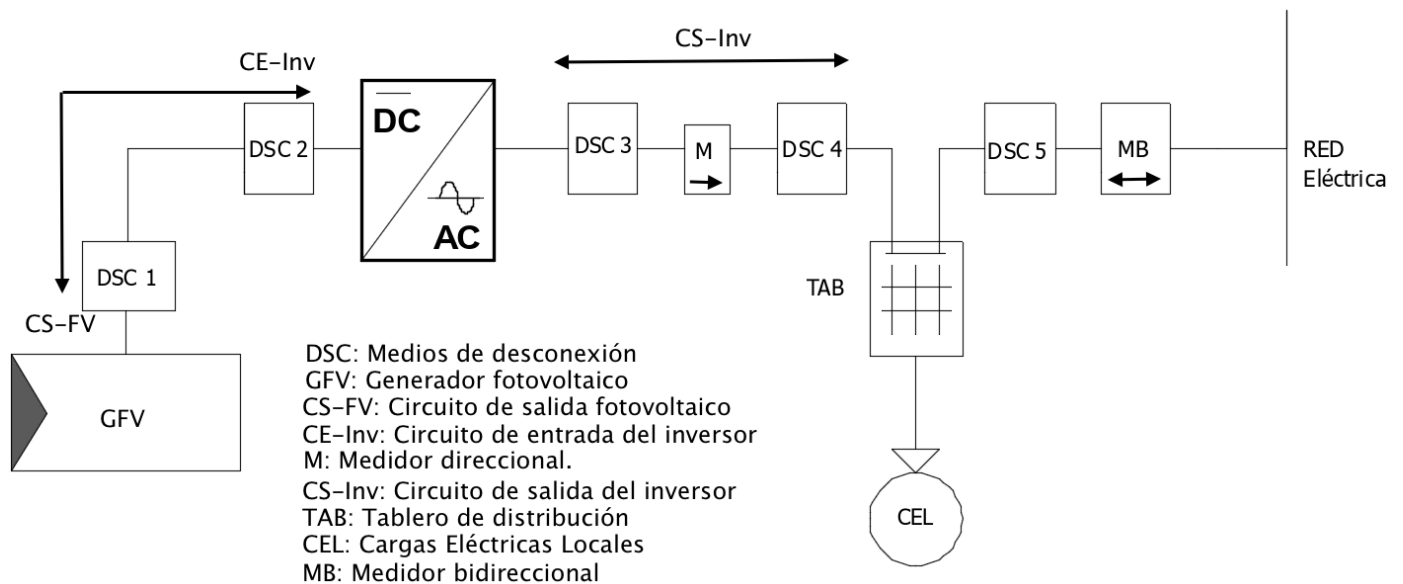 CS-Inv
CE-Inv
DC
AC
DSC 2
DSC 3
M
DSC 4
DSC 5
MB
RED
Eléctrica
DSC 1
TAB
CS-FV
GFV
CEL
DSC: Medios de desconexión
GFV: Generador fotovoltaico
CS-FV: Circuito de salida fotovoltaico
CE-Inv: Circuito de entrada del inversor
M: Medidor direccional.
CS-Inv: Circuito de salida del inversor
TAB: Tablero de distribución
CEL: Cargas Eléctricas Locales
MB: Medidor bidireccional